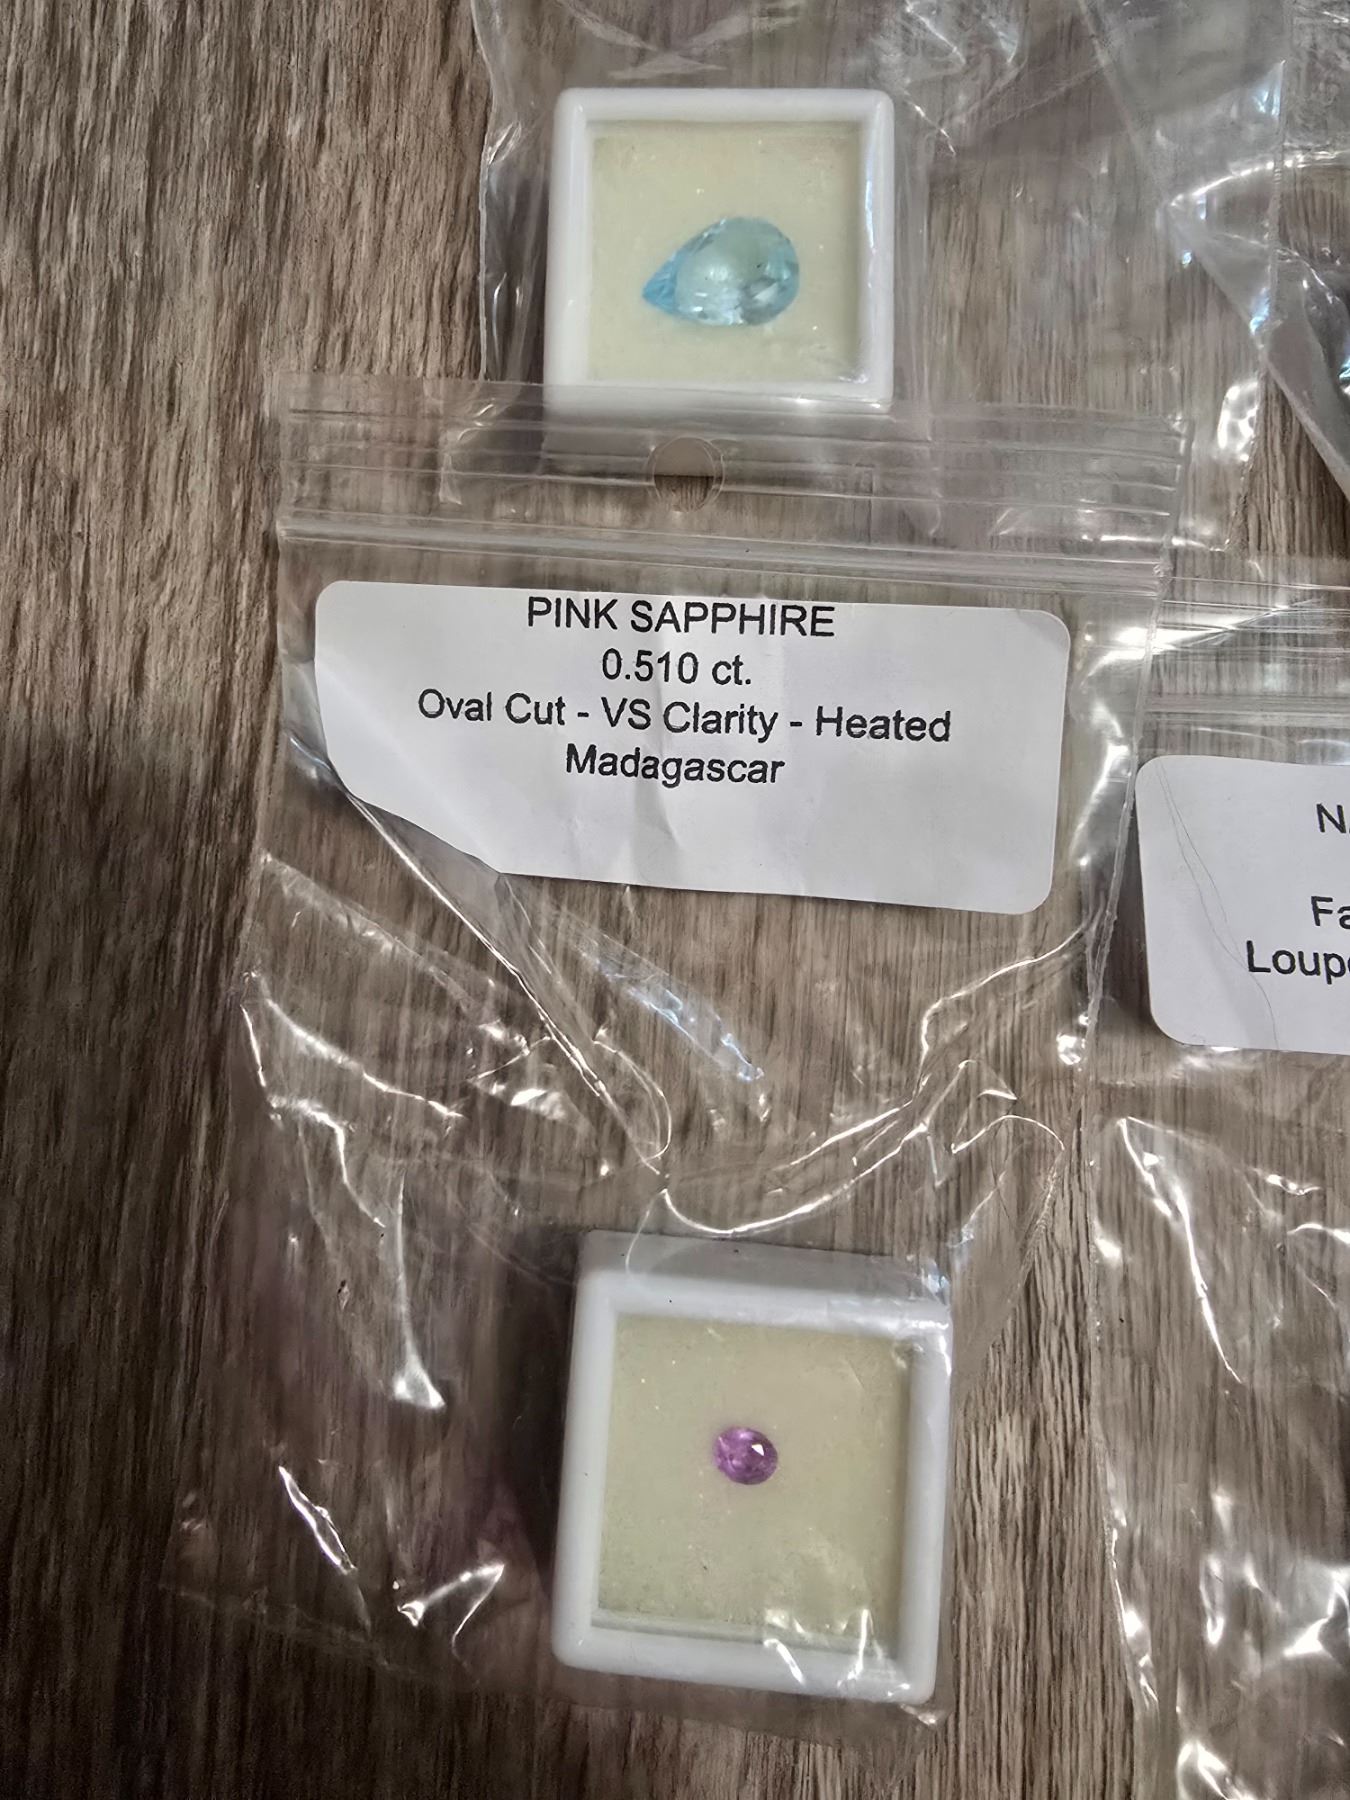 PINK SAPPHIRE
0.510 ct.
Oval Cut - VS Clarity - Heated
Madagascar